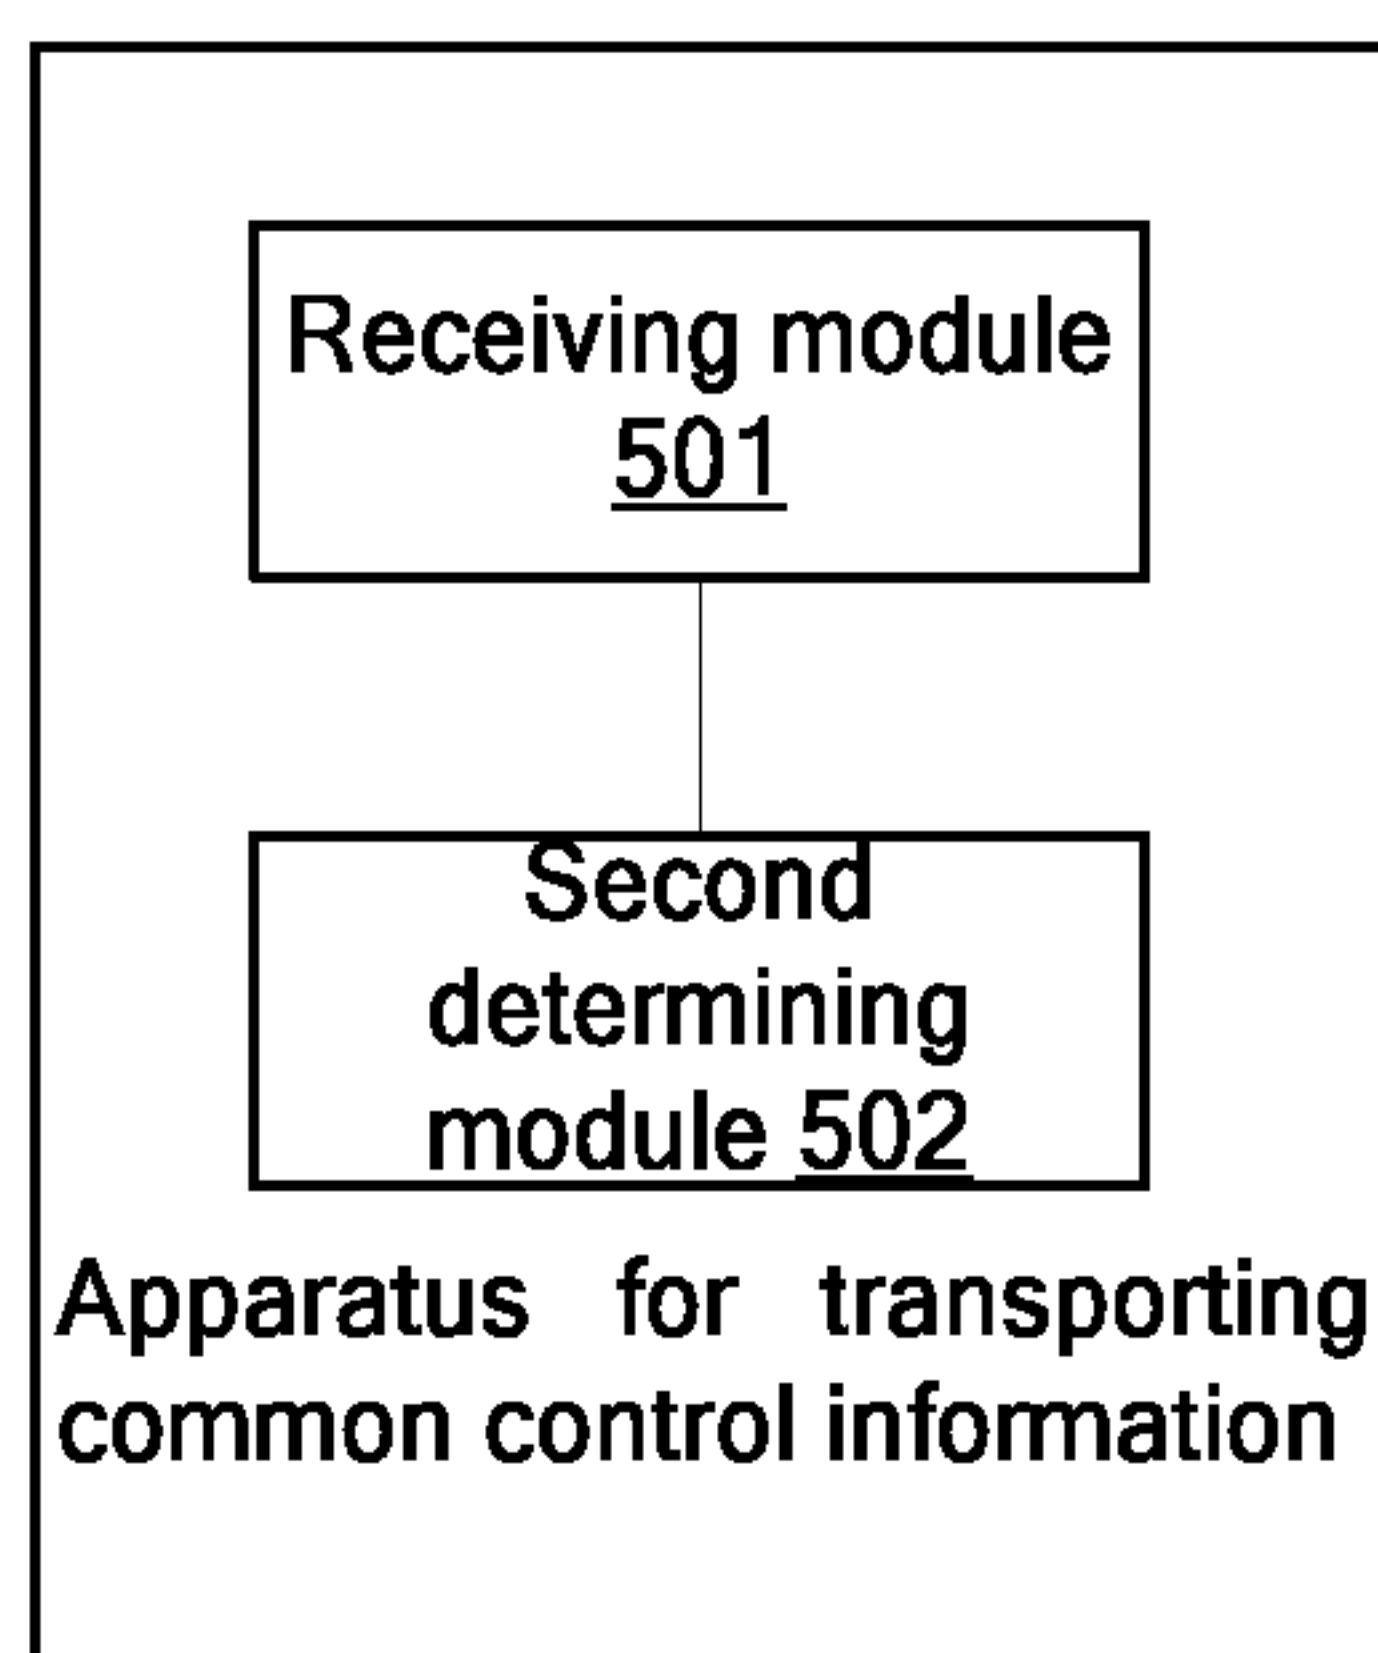 Receiving module
501
Second
determining
module 502
Apparatus for transporting
common control information